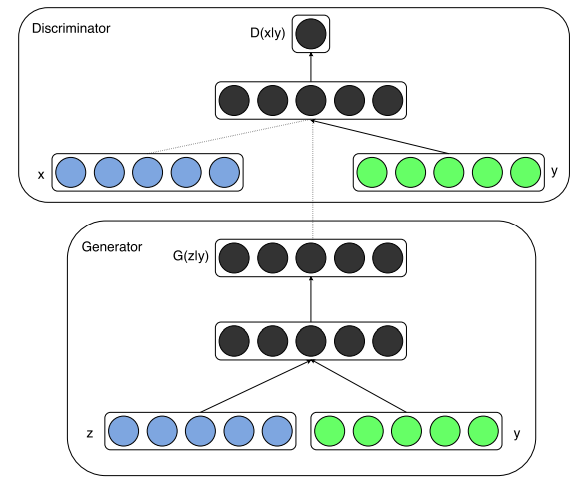 Discriminator
D(x|y)
x
y
Generator
G(z|y)
z
y